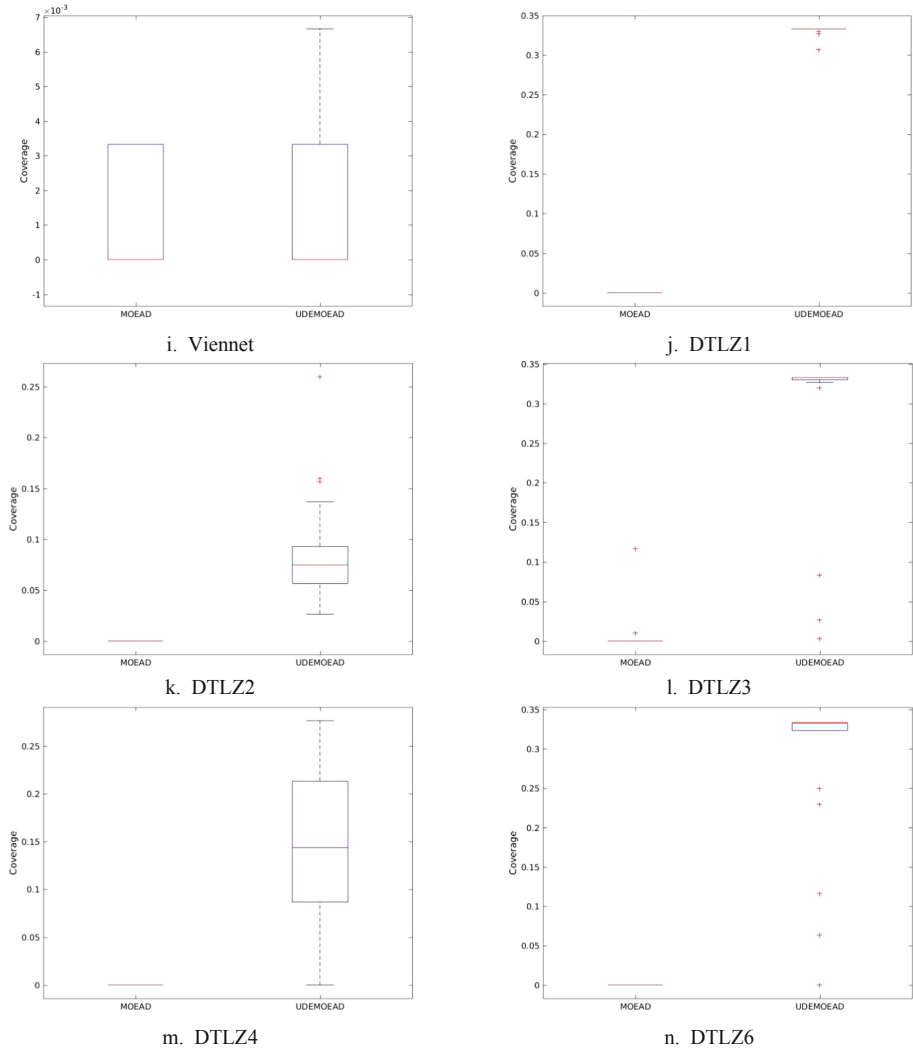 ×10⁻³
7
6
5
4
3
2
1
0
-1
Coverage
MOEAD
UDEMOEAD
i. Viennet
0.35
0.3
0.25
0.2
0.15
0.35
0.1
0.05
0
Coverage
MOEAD
UDEMOEAD
j. DTLZ1
0.25
0.2
0.15
0.1
0.05
0
Coverage
MOEAD
UDEMOEAD
k. DTLZ2
0.35
0.3
0.25
0.2
0.15
0.1
0.05
0
Coverage
MOEAD
UDEMOEAD
l. DTLZ3
0.25
0.2
0.15
0.1
0.05
0
Coverage
MOEAD
UDEMOEAD
m. DTLZ4
0.35
0.3
0.25
0.2
0.15
0.1
0.05
0
Coverage
MOEAD
UDEMOEAD
n. DTLZ6